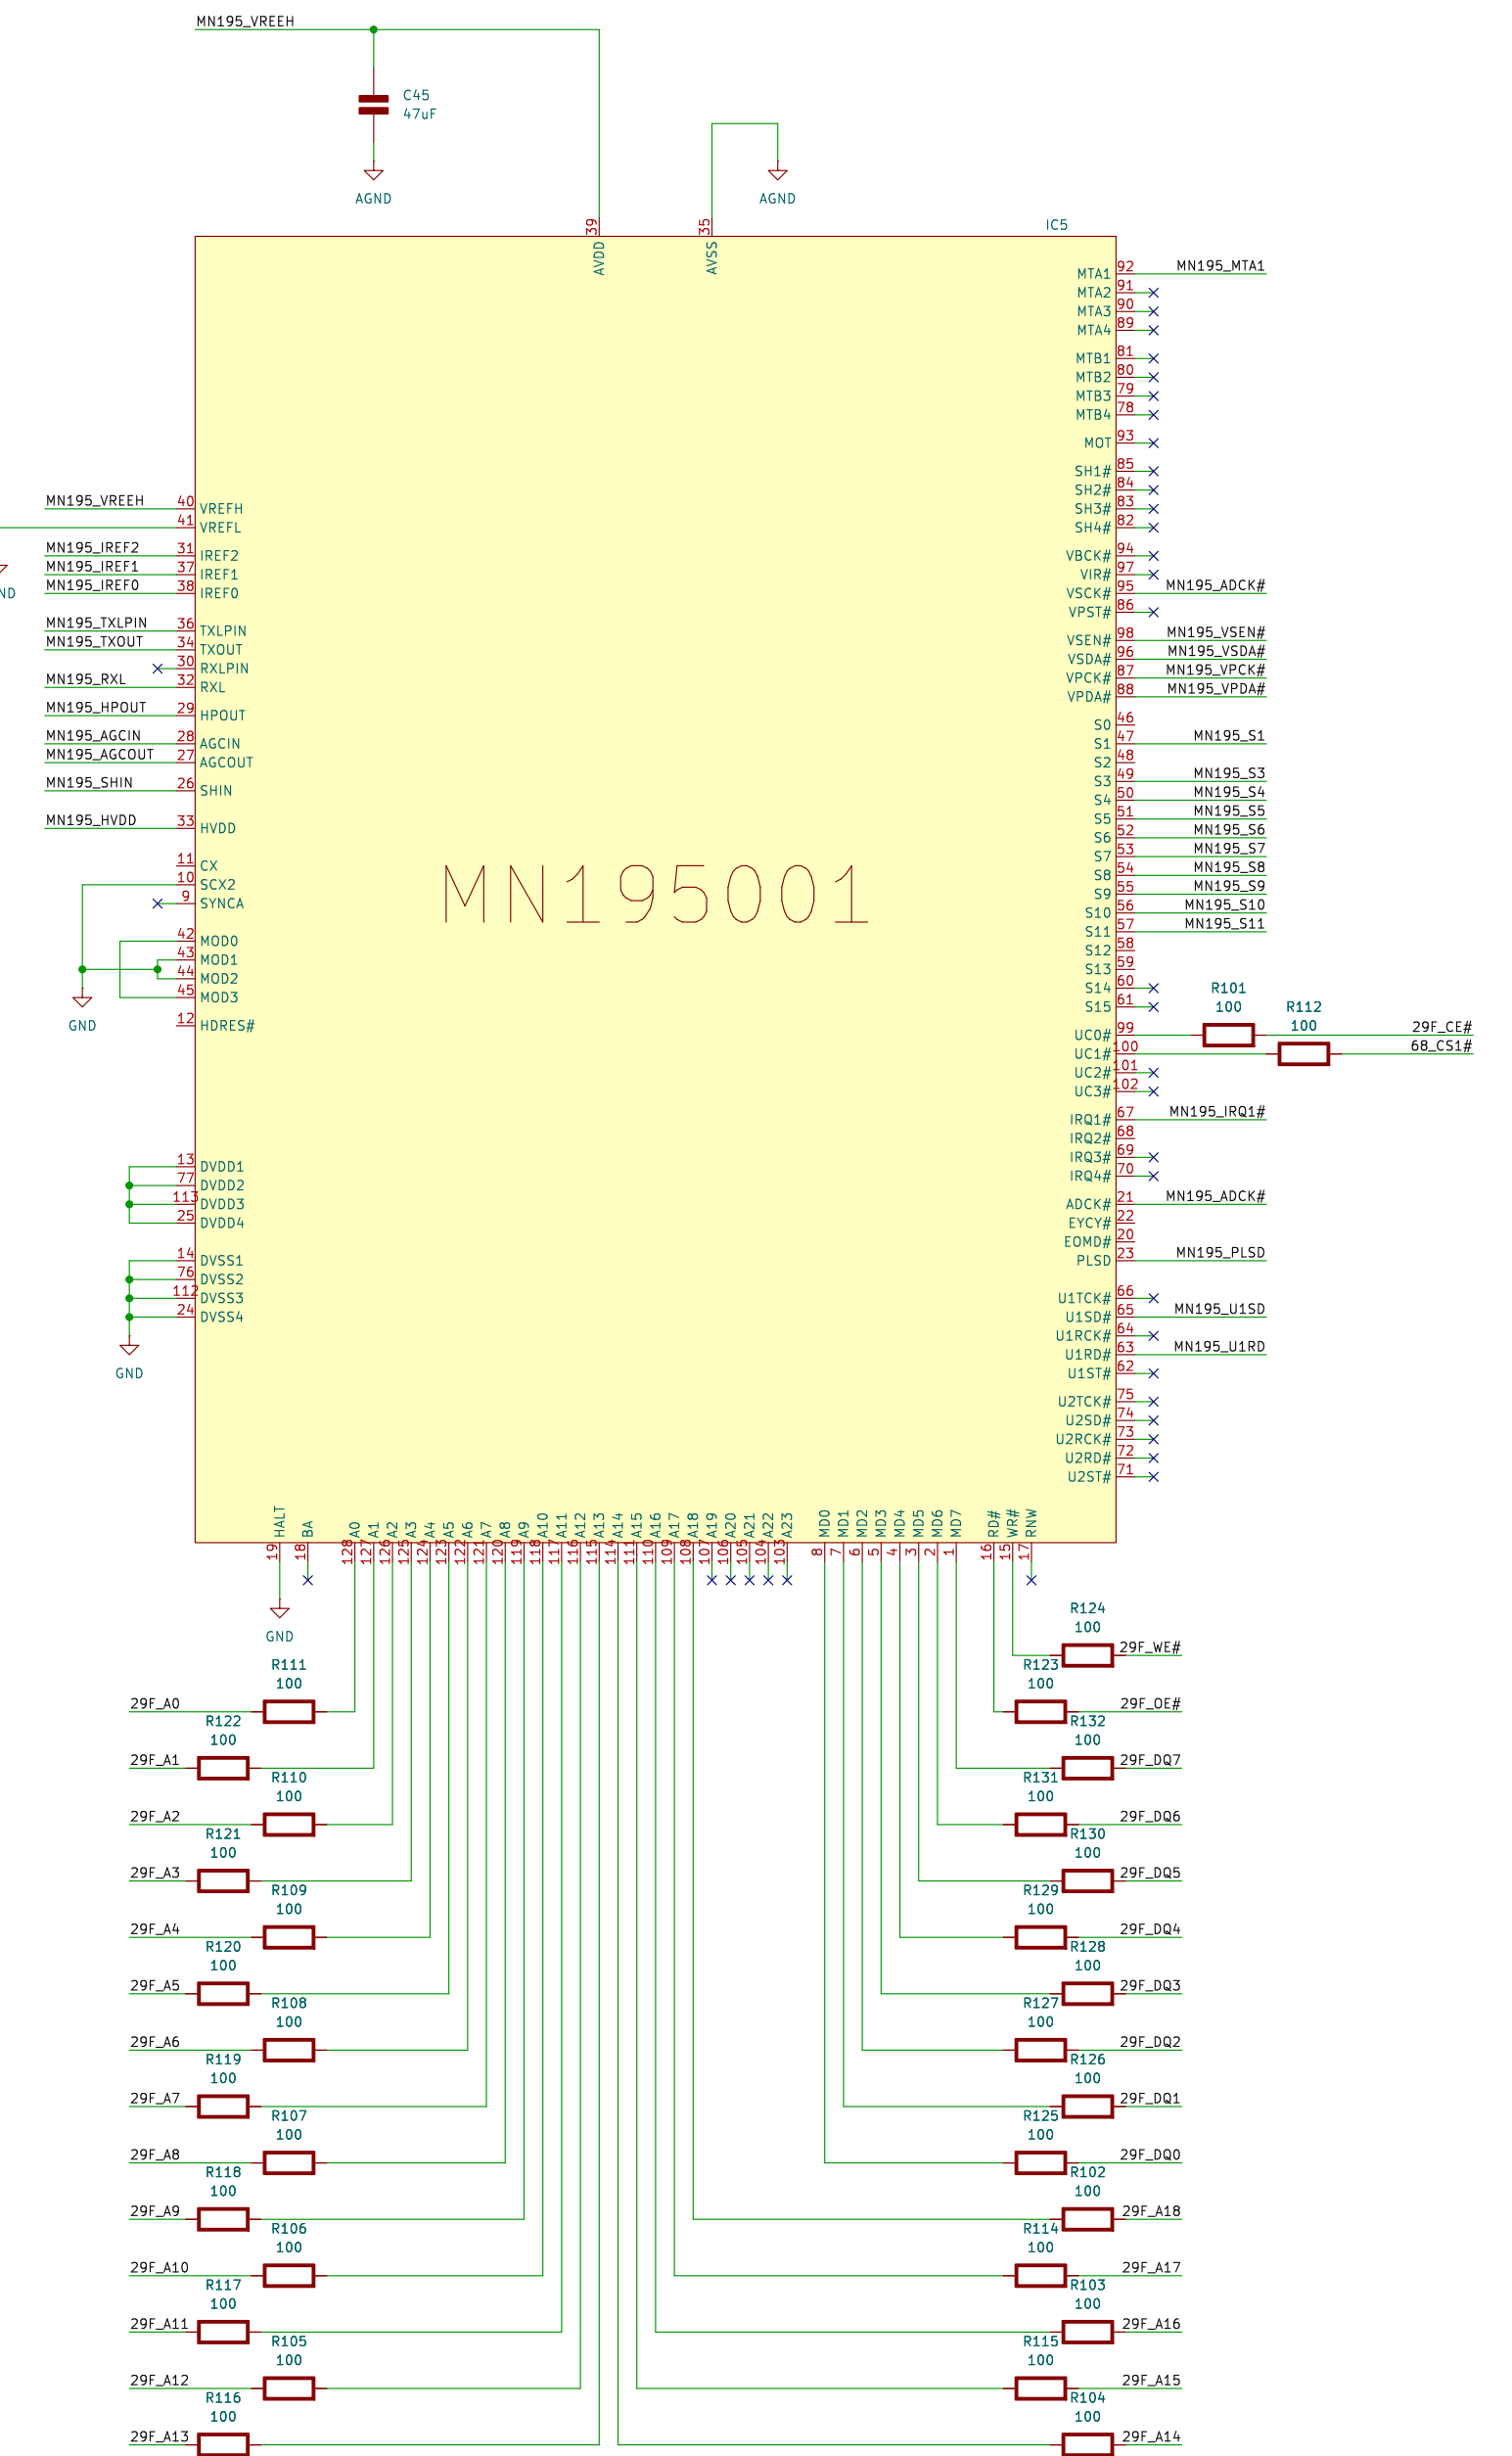 MN195_VREEH
C45
47uF
AGND
AGND
IC5
39
AVDD
35
AVSS
MN195001
MN195_VREEH 40 VREFH
41 VREFL
MN195_IREF2 31 IREF2
MN195_IREF1 37 IREF1
MN195_IREF0 38 IREF0
ND
MN195_TXLPIN 36 TXLPIN
MN195_TXOUT 34 TXOUT
30 RXLPIN
MN195_RXL 32 RXL
MN195_HPOUT 29 HPOUT
MN195_AGCIN 28 AGCIN
MN195_AGCOUT 27 AGCOUT
MN195_SHIN 26 SHIN
MN195_HVDD 33 HVDD
11 CX
10 SCX2
9 SYNCA
42 MOD0
43 MOD1
44 MOD2
45 MOD3
GND
12 HDRES#
13 DVDD1
77 DVDD2
113 DVDD3
25 DVDD4
14 DVSS1
76 DVSS2
112 DVSS3
24 DVSS4
GND
MTA1 92 MN195_MTA1
MTA2 91
MTA3 90
MTA4 89
MTB1 81
MTB2 80
MTB3 79
MTB4 78
MOT 93
SH1# 85
SH2# 84
SH3# 83
SH4# 82
VBCK# 94
VIR# 97
VSCK# 95 MN195_ADCK#
VPST# 86
VSEN# 98 MN195_VSEN#
VSDA# 96 MN195_VSDA#
VPCK# 87 MN195_VPCK#
VPDA# 88 MN195_VPDA#
S0 46
S1 47 MN195_S1
S2 48
S3 49 MN195_S3
S4 50 MN195_S4
S5 51 MN195_S5
S6 52 MN195_S6
S7 53 MN195_S7
S8 54 MN195_S8
S9 55 MN195_S9
S10 56 MN195_S10
S11 57 MN195_S11
S12 58
S13 59
S14 60
S15 61
R101
100
R112
100
UC0# 99 29F_CE#
UC1# 100 68_CS1#
UC2# 101
UC3# 102
IRQ1# 67 MN195_IRQ1#
IRQ2# 68
IRQ3# 69
IRQ4# 70
ADCK# 21 MN195_ADCK#
EYCY# 22
EOMD# 20
PLSD 23 MN195_PLSD
U1TCK# 66
U1SD# 65 MN195_U1SD
U1RCK# 64
U1RD# 63 MN195_U1RD
U1ST# 62
U2TCK# 75
U2SD# 74
U2RCK# 73
U2RD# 72
U2ST# 71
HALT 19
BA 18
A0 128
A1 127
A2 126
A3 125
A4 124
A5 123
A6 122
A7 121
A8 120
A9 119
A10 118
A11 117
A12 116
A13 115
A14 114
A15 111
A16 110
A17 109
A18 108
A19 107
A20 106
A21 105
A22 104
A23 103
MD0 8
MD1 7
MD2 6
MD3 5
MD4 4
MD5 3
MD6 2
MD7 1
RD# 16
WR# 15
RNW 17
GND
R111
100
29F_A0
R122
100
29F_A1
R110
100
29F_A2
R121
100
29F_A3
R109
100
29F_A4
R120
100
29F_A5
R108
100
29F_A6
R119
100
29F_A7
R107
100
29F_A8
R118
100
29F_A9
R106
100
29F_A10
R117
100
29F_A11
R105
100
29F_A12
R116
100
29F_A13
R124
100
29F_WE#
R123
100
29F_OE#
R132
100
29F_DQ7
R131
100
29F_DQ6
R130
100
29F_DQ5
R129
100
29F_DQ4
R128
100
29F_DQ3
R127
100
29F_DQ2
R126
100
29F_DQ1
R125
100
29F_DQ0
R102
100
29F_A18
R114
100
29F_A17
R103
100
29F_A16
R115
100
29F_A15
R104
100
29F_A14